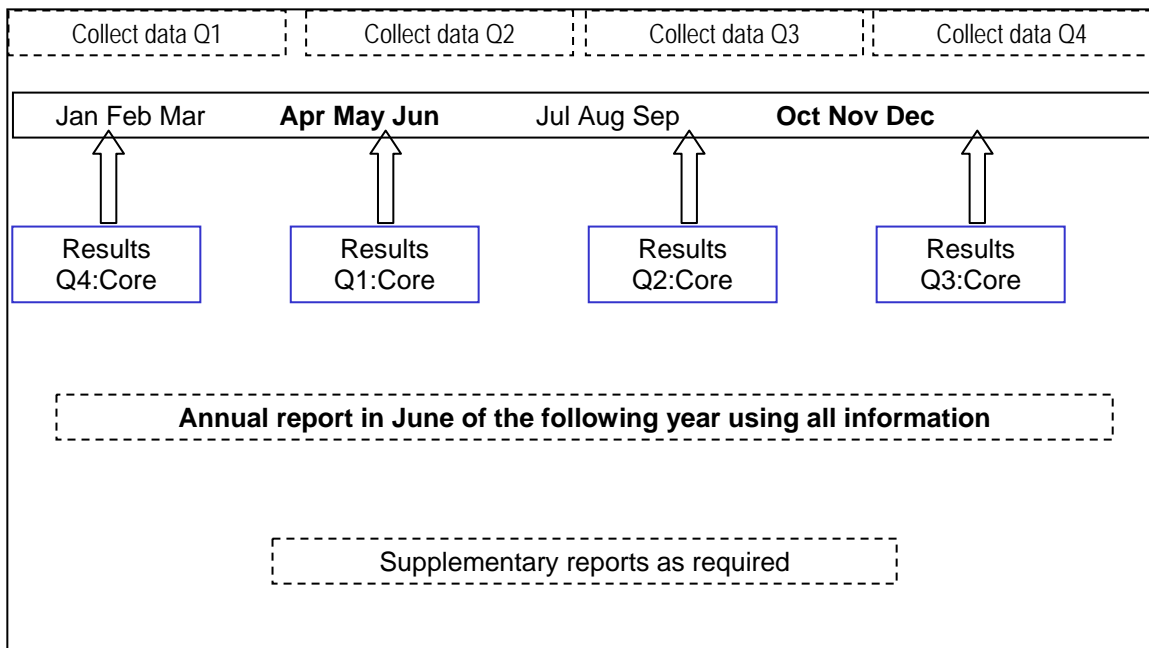 Collect data Q1
Collect data Q2
Collect data Q3
Collect data Q4
Jan Feb Mar
Apr May Jun
Jul Aug Sep
Oct Nov Dec
Results
Q4:Core
Results
Q1:Core
Results
Q2:Core
Results
Q3:Core
Annual report in June of the following year using all information
Supplementary reports as required